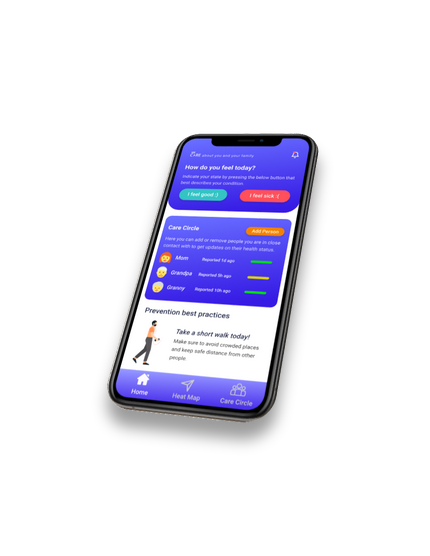 about you and your family
How do you feel today?
Indicate your state by pressing the below button that
best describes your condition.
I feel good :)
I feel sick :(
Care Circle
Add Person
Here you can add or remove people you are in close
contact with to get updates on their health status.
Mom
Reported 1d ago
Grandpa
Reported 5h ago
Granny
Reported 10h ago
Prevention best practices
Take a short walk today!
Make sure to avoid crowded places
and keep safe distance from other
people.
Home
Heat Map
Care Circle